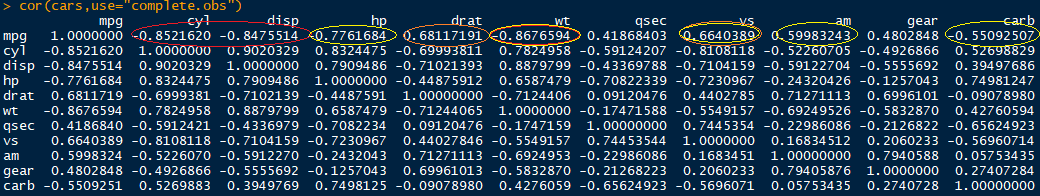 > cor(cars,use="complete.obs")
mpg cyl disp hp drat wt qsec vs am gear carb
mpg 1.0000000 -0.8521620 -0.8475514 -0.7761684 0.68117191 -0.8676594 0.41868403 0.6640389 0.59983243 0.4802848 -0.55092507
cyl -0.8521620 1.0000000 0.9020329 0.8324475 -0.69993811 0.7824958 -0.59124207 -0.8108118 -0.52260705 -0.4926866 0.52698829
disp -0.8475514 0.9020329 1.0000000 0.7909486 -0.71021393 0.8879799 -0.43369788 -0.7104159 -0.59122704 -0.5555692 0.39497686
hp -0.7761684 0.8324475 0.7909486 1.0000000 -0.44875912 0.6587479 -0.70822339 -0.7230967 -0.24320426 -0.1257043 0.74981247
drat 0.6811719 -0.6999381 -0.7102139 -0.4487591 1.00000000 -0.7124406 0.09120476 0.4402785 0.71271113 0.6996101 -0.09078980
wt -0.8676594 0.7824958 0.8879799 0.6587479 -0.71244065 1.0000000 -0.17471588 -0.5549157 -0.69249526 -0.5832870 0.42760594
qsec 0.4186840 -0.5912421 -0.4336979 -0.7082234 0.09120476 -0.1747159 1.00000000 0.7445354 -0.22986086 -0.2126822 -0.65624923
vs 0.6640389 -0.8108118 -0.7104159 -0.7230967 0.44027846 -0.5549157 0.74453544 1.0000000 0.16834512 0.2060233 -0.56960714
am 0.5998324 -0.5226070 -0.5912270 -0.2432043 0.71271113 -0.6924953 -0.22986086 0.1683451 1.00000000 0.7940588 0.05753435
gear 0.4802848 -0.4926866 -0.5555692 -0.1257043 0.69961013 -0.5832870 -0.21268223 0.2060233 0.79405876 1.0000000 0.27407284
carb -0.5509251 0.5269883 0.3949769 0.7498125 -0.09078980 0.4276059 -0.65624923 -0.5696071 0.05753435 0.2740728 1.00000000